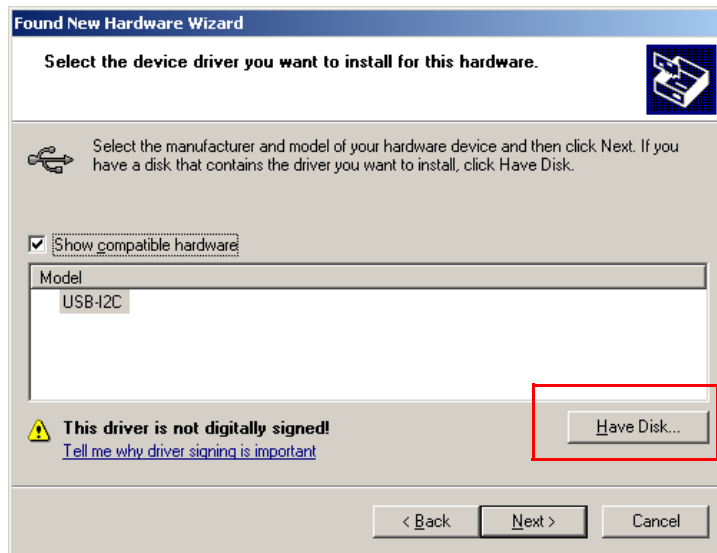 Found New Hardware Wizard
Select the device driver you want to install for this hardware.
Select the manufacturer and model of your hardware device and then click Next. If you
have a disk that contains the driver you want to install, click Have Disk.
Show compatible hardware
Model
USB-I2C
This driver is not digitally signed!
Tell me why driver signing is important
Have Disk...
< Back
Next >
Cancel